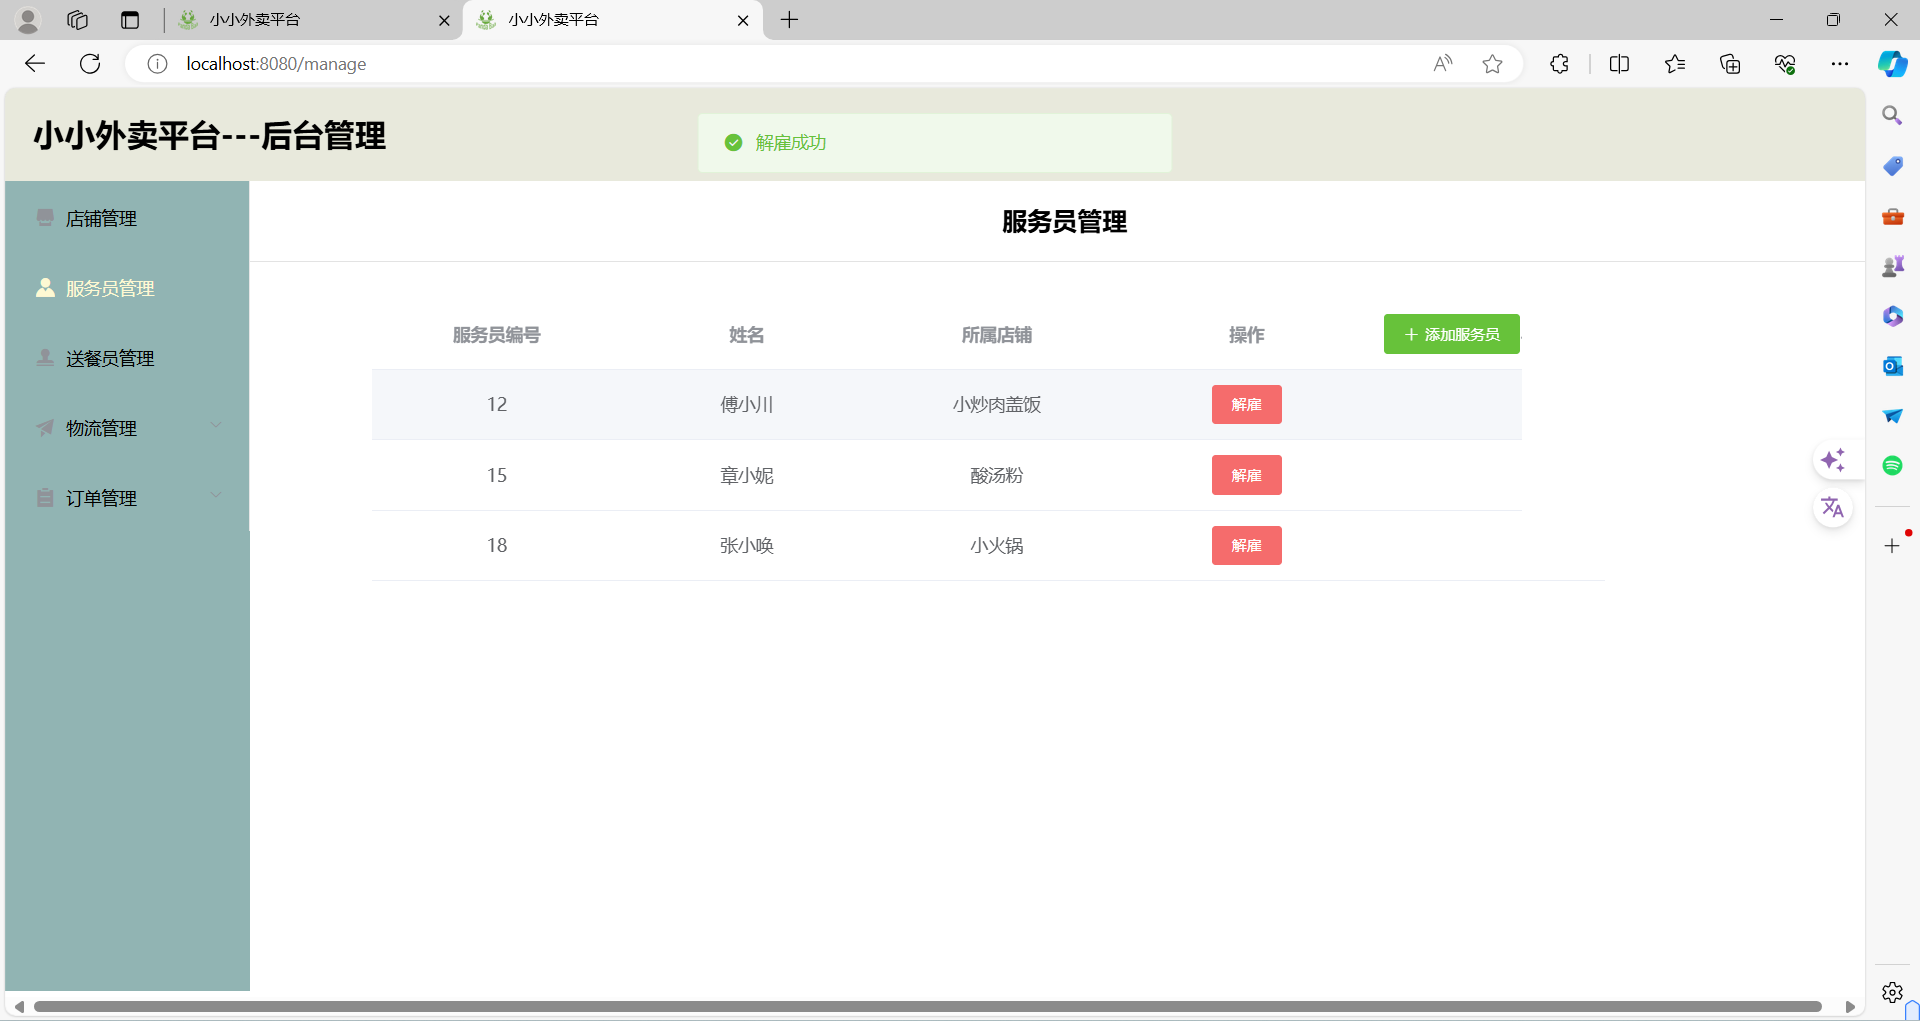 小小外卖平台
小小外卖平台
localhost:8080/manage
小小外卖平台---后台管理
解雇成功
店铺管理
服务员管理
送餐员管理
物流管理
订单管理
服务员管理
服务员编号 姓名 所属店铺 操作 添加服务员
12 傅小川 小炒肉盖饭 解雇
15 章小妮 酸汤粉 解雇
18 张小唤 小火锅 解雇